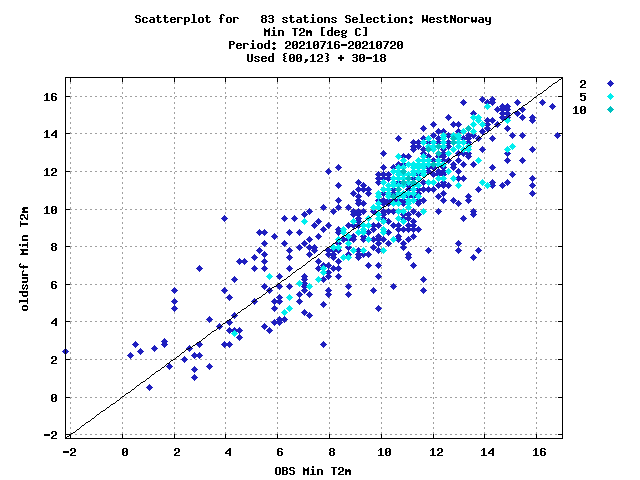 Scatterplot for   83 stations Selection: WestNorway
Min T2m [deg C]
Period: 20210716-20210720
Used {00,12} + 30-18
2
5
10
16
14
12
10
8
6
4
2
0
-2
oldsurf Min T2m
-2 0 2 4 6 8 10 12 14 16
OBS Min T2m